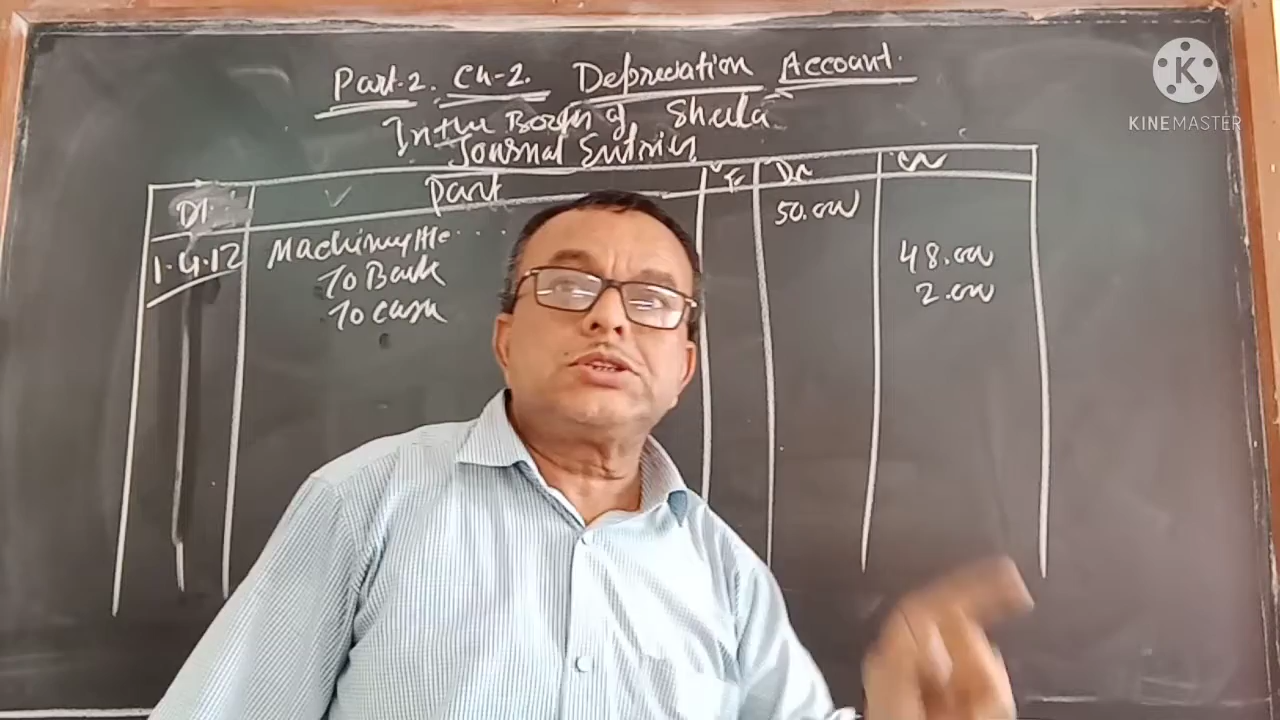 Part-2. Ch-2. Depreciation Account.
In the Books of Sheela
Journal Entries
Dt. Part F Dr Cr
1.4.12 Machinery A/c.... 50.000
To Bank 48.000
To Cash 2.000
K
KINEMASTER